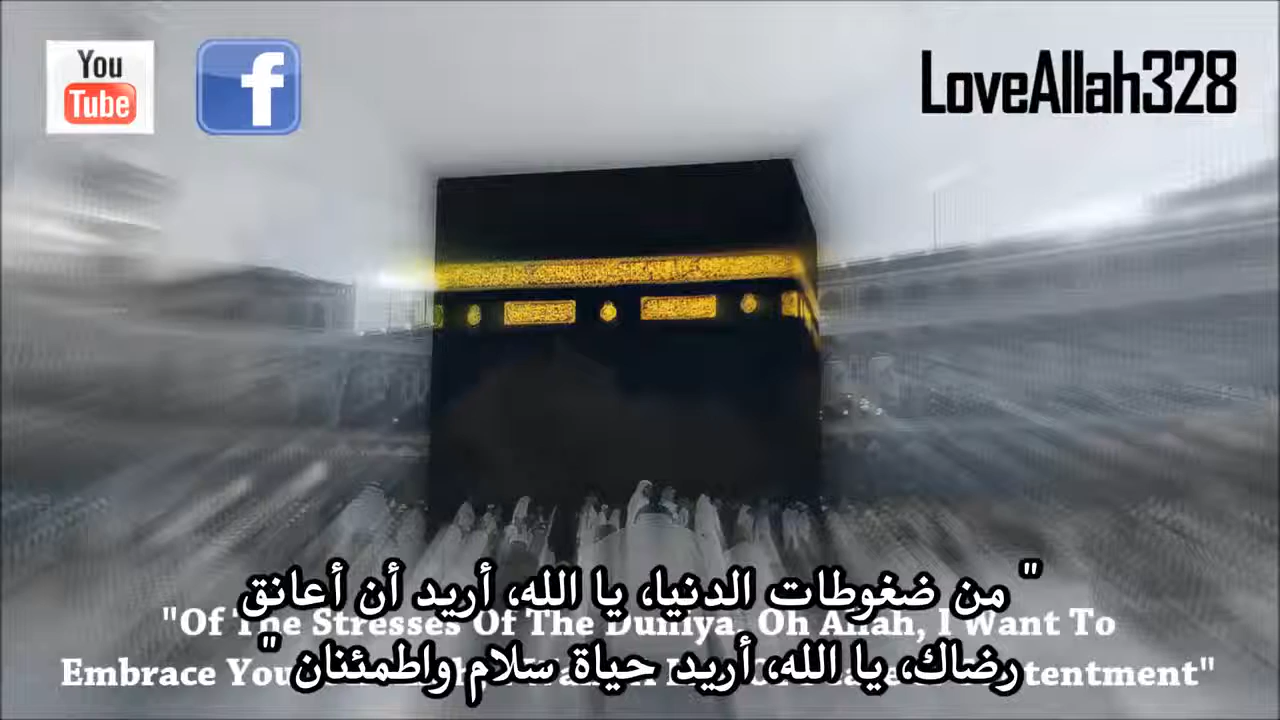 You
Tube
f
LoveAllah328
" من ضغوطات الدنيا، يا الله، أريد أن أعانق
"Of The Stresses Of The Duniya. Oh Allah, I Want To
رضاك، يا الله، أريد حياة سلام واطمئنان "
Embrace You